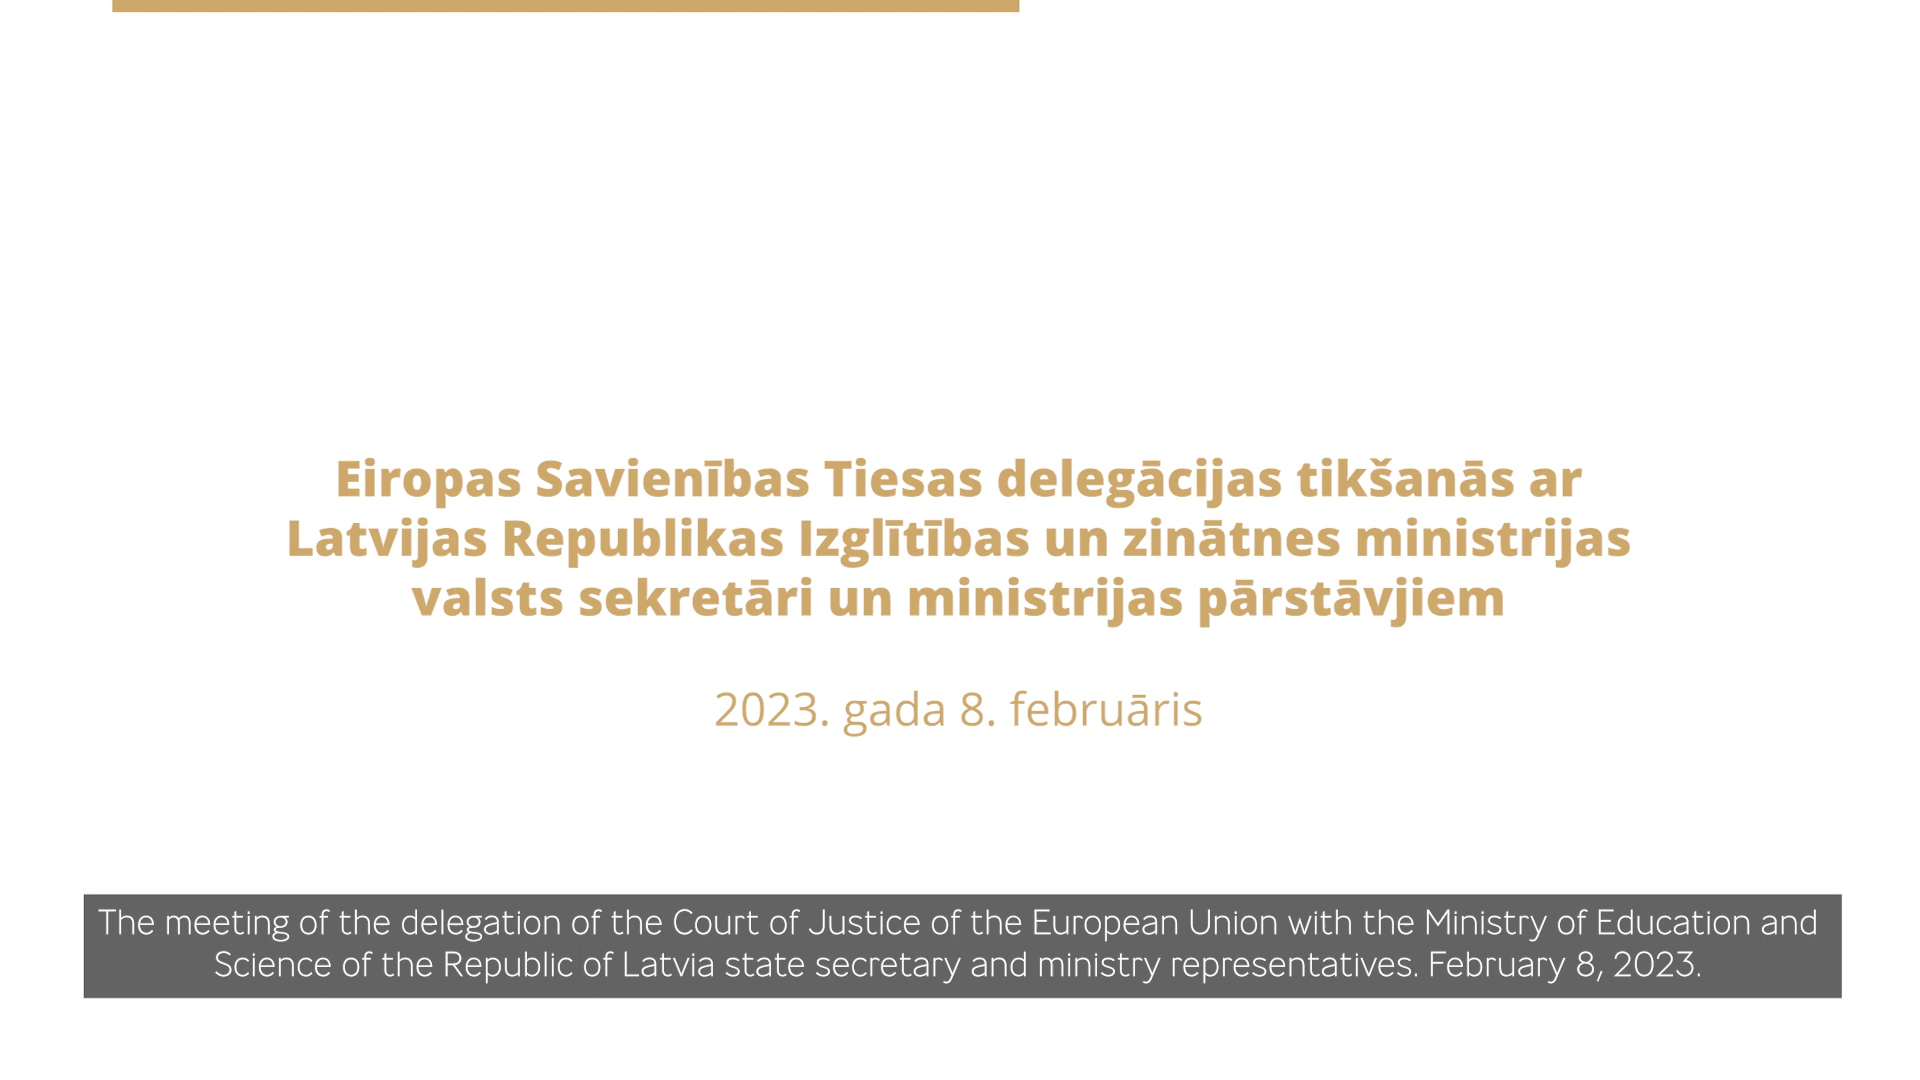 Eiropas Savienības Tiesas delegācijas tikšanās ar
Latvijas Republikas Izglītības un zinātnes ministrijas
valsts sekretāri un ministrijas pārstāvjiem
2023. gada 8. februāris
The meeting of the delegation of the Court of Justice of the European Union with the Ministry of Education and
Science of the Republic of Latvia state secretary and ministry representatives. February 8, 2023.